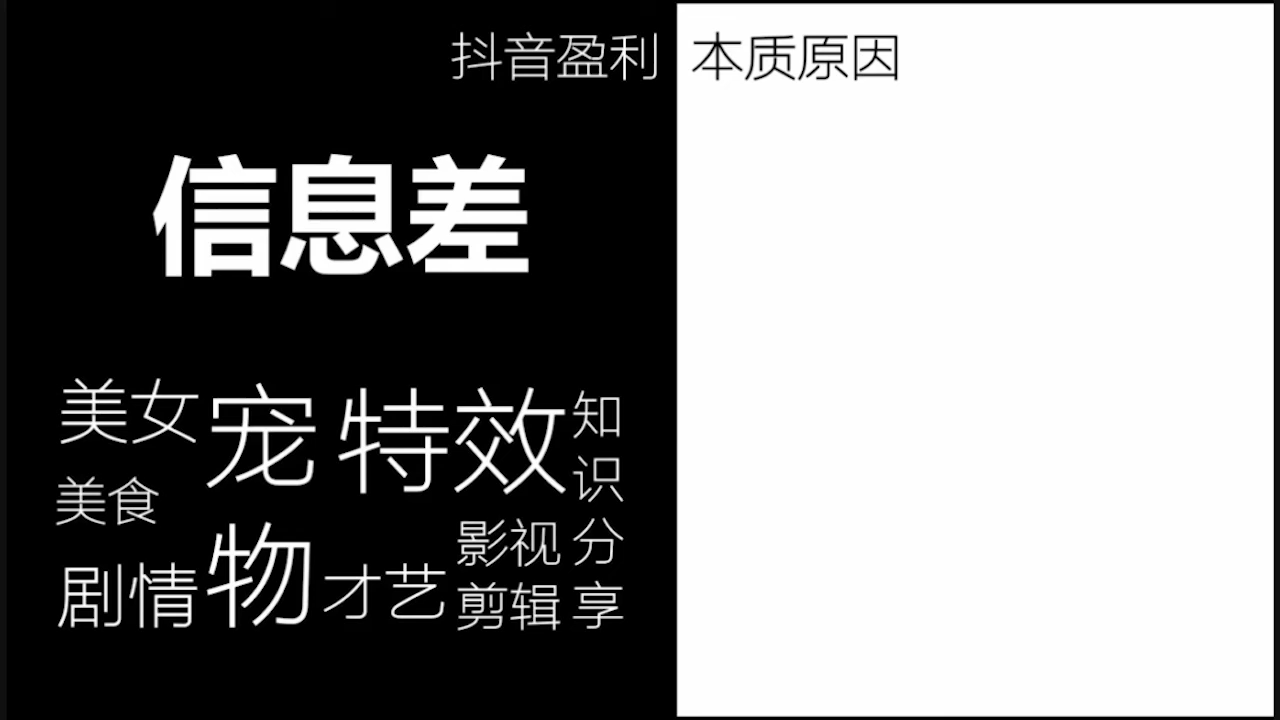 抖音盈利 本质原因
信息差
美女
美食
剧情
宠物
特效
才艺
影视
剪辑
知识分享